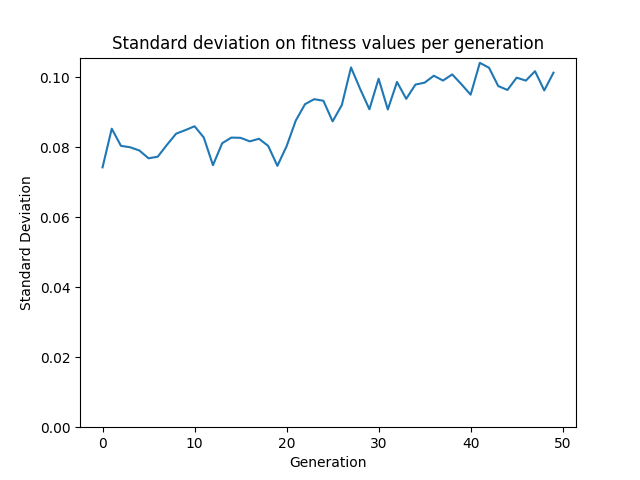 Standard deviation on fitness values per generation
0.10
0.08
0.06
0.04
0.02
0.00
Standard Deviation
0 10 20 30 40 50
Generation